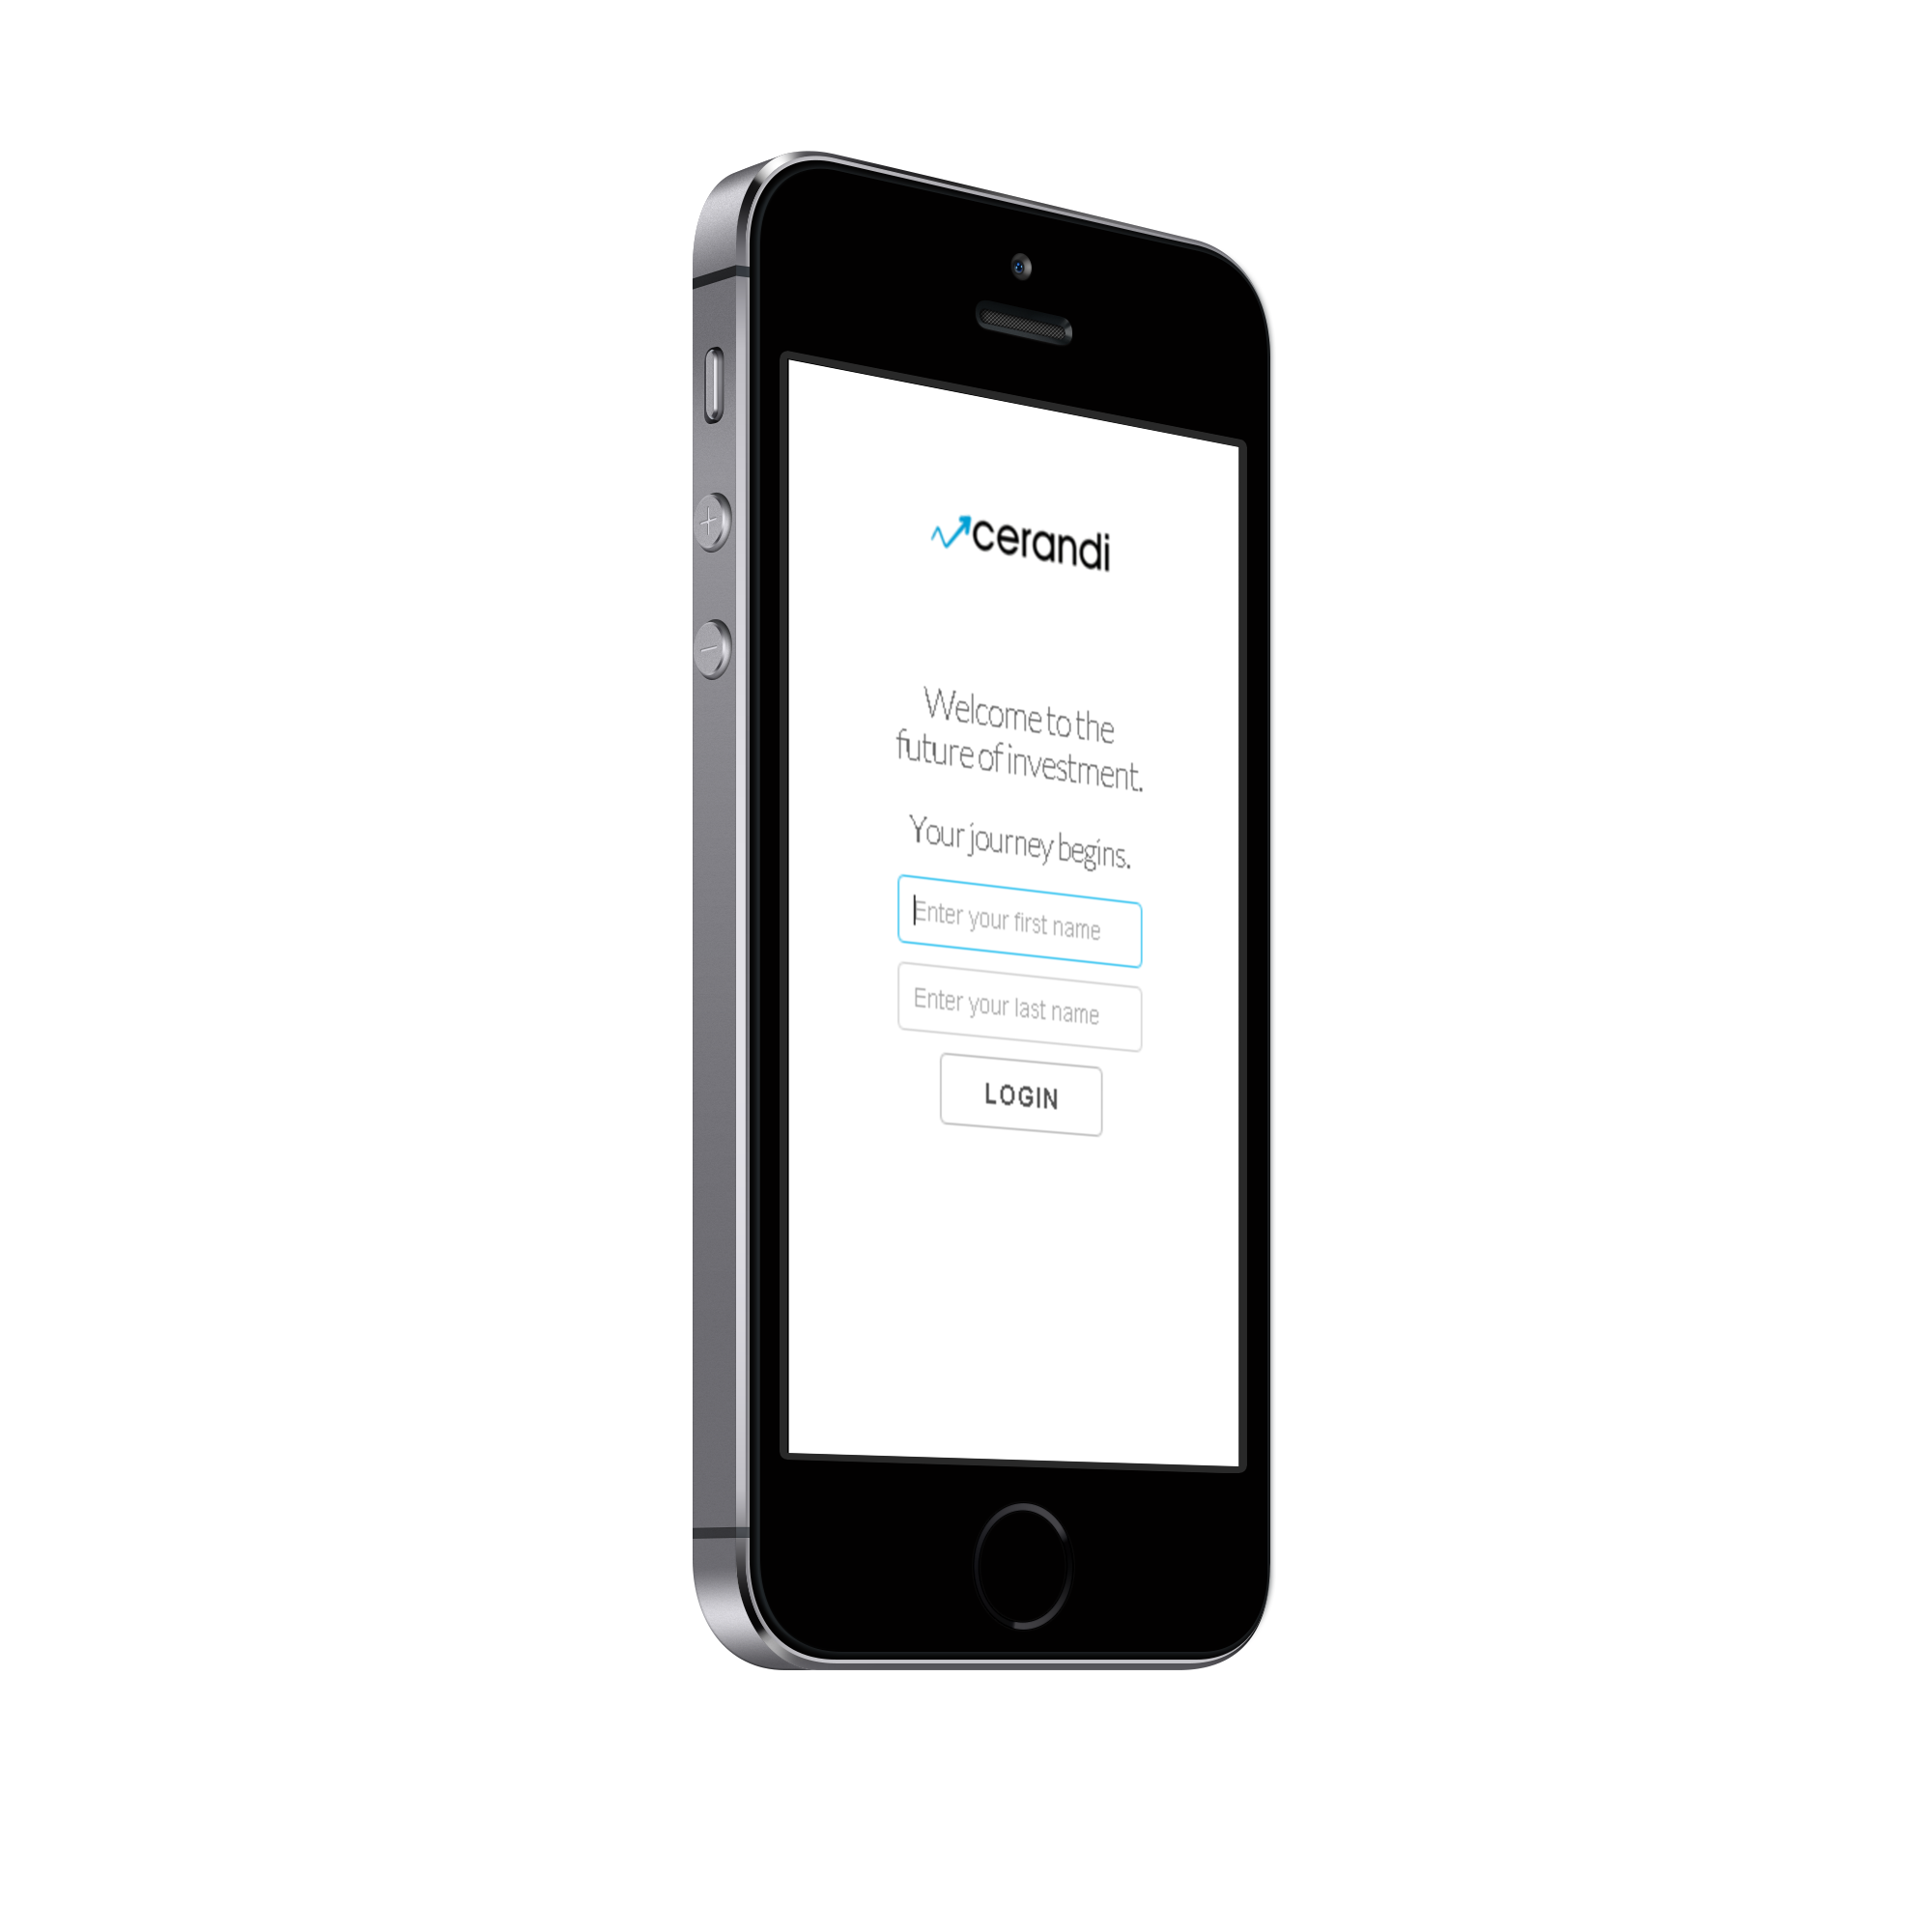 cerandi
Welcome to the
future of investment.
Your journey begins.
Enter your first name
Enter your last name
LOGIN